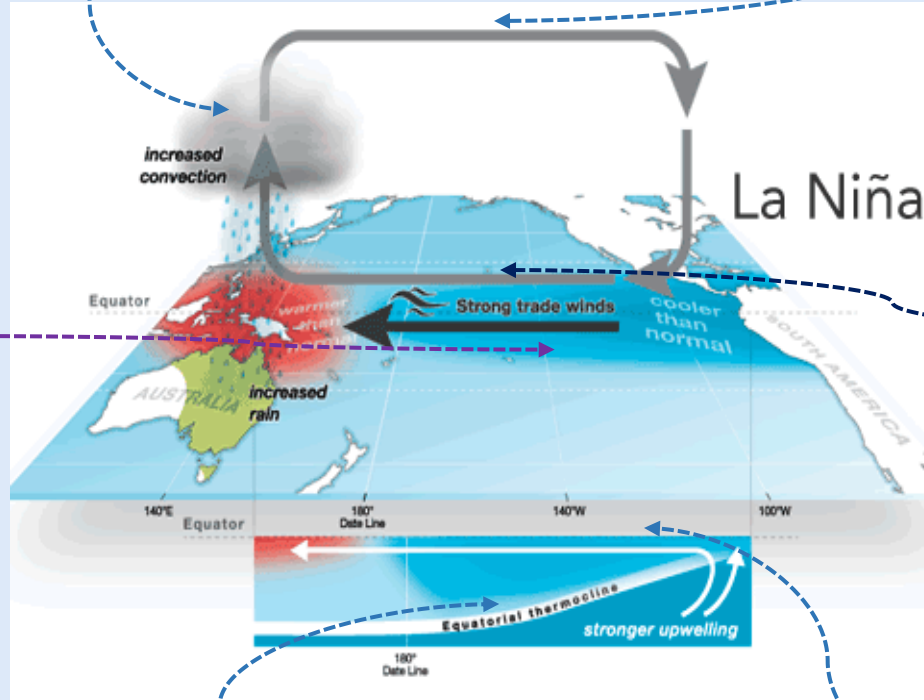 increased
convection
La Niña
Equator
warmer
than
normal
Strong trade winds
cooler
than
normal
AUSTRALIA
increased
rain
SOUTH AMERICA
140°E
180°
Date Line
140°W
100°W
Equator
Equatorial thermocline
stronger upwelling
180°
Date Line